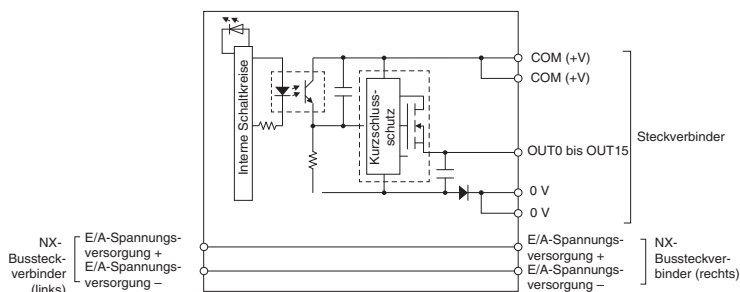 Interne Schaltkreise
Kurzschluss-
schutz
COM (+V)
COM (+V)
OUT0 bis OUT15
0 V
0 V
Steckverbinder
NX-
Bussteck-
verbinder
(links)
E/A-Spannungs-
versorgung +
E/A-Spannungs-
versorgung –
E/A-Spannungs-
versorgung +
E/A-Spannungs-
versorgung –
NX-
Bussteckver-
binder (rechts)